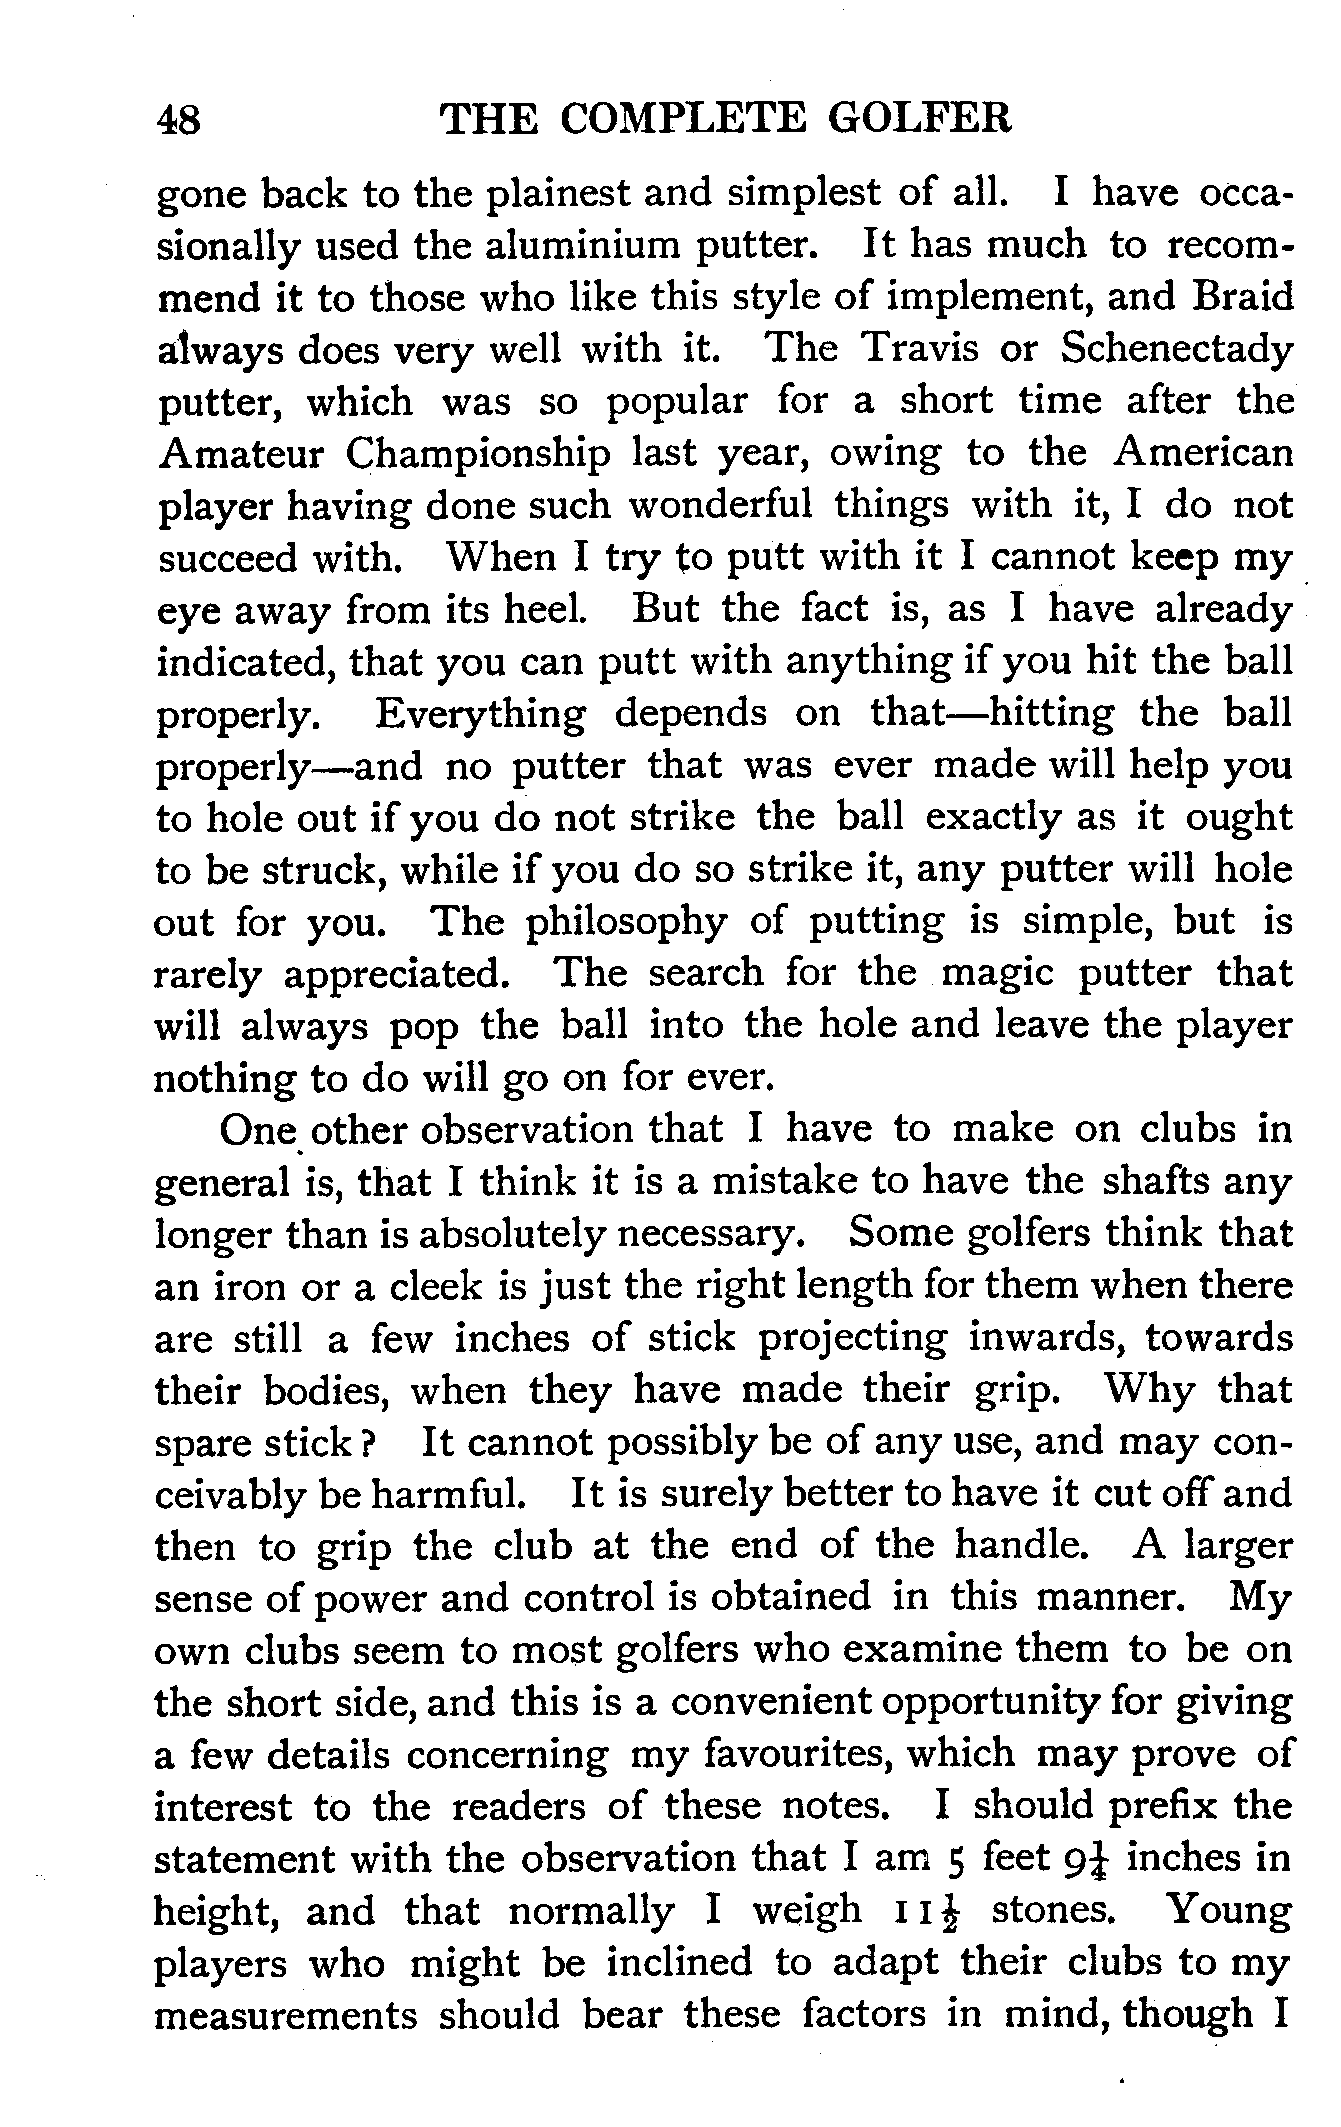 48 THE COMPLETE GOLFER
gone back to the plainest and simplest of all. I have occa-
sionally used the aluminium putter. It has much to recom-
mend it to those who like this style of implement, and Braid
always does very well with it. The Travis or Schenectady
putter, which was so popular for a short time after the
Amateur Championship last year, owing to the American
player having done such wonderful things with it, I do not
succeed with. When I try to putt with it I cannot keep my
eye away from its heel. But the fact is, as I have already
indicated, that you can putt with anything if you hit the ball
properly. Everything depends on that—hitting the ball
properly—and no putter that was ever made will help you
to hole out if you do not strike the ball exactly as it ought
to be struck, while if you do so strike it, any putter will hole
out for you. The philosophy of putting is simple, but is
rarely appreciated. The search for the magic putter that
will always pop the ball into the hole and leave the player
nothing to do will go on for ever.
One other observation that I have to make on clubs in
general is, that I think it is a mistake to have the shafts any
longer than is absolutely necessary. Some golfers think that
an iron or a cleek is just the right length for them when there
are still a few inches of stick projecting inwards, towards
their bodies, when they have made their grip. Why that
spare stick? It cannot possibly be of any use, and may con-
ceivably be harmful. It is surely better to have it cut off and
then to grip the club at the end of the handle. A larger
sense of power and control is obtained in this manner. My
own clubs seem to most golfers who examine them to be on
the short side, and this is a convenient opportunity for giving
a few details concerning my favourites, which may prove of
interest to the readers of these notes. I should prefix the
statement with the observation that I am 5 feet 9¼ inches in
height, and that normally I weigh 11½ stones. Young
players who might be inclined to adapt their clubs to my
measurements should bear these factors in mind, though I